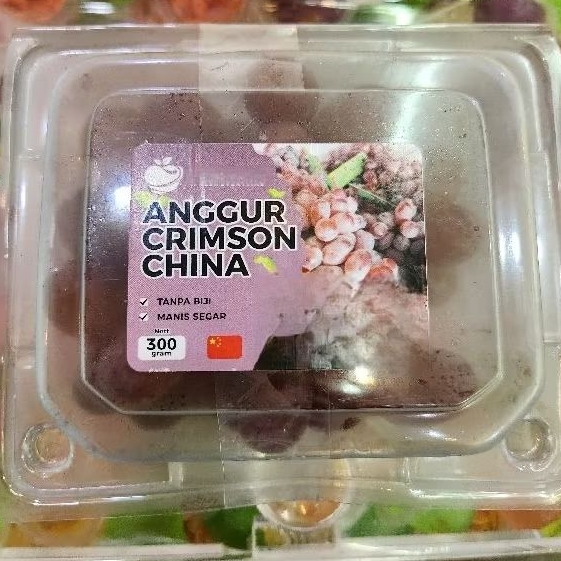 ANGGUR
CRIMSON
CHINA
TANPA BIJI
MANIS SEGAR
Nett
300
gram